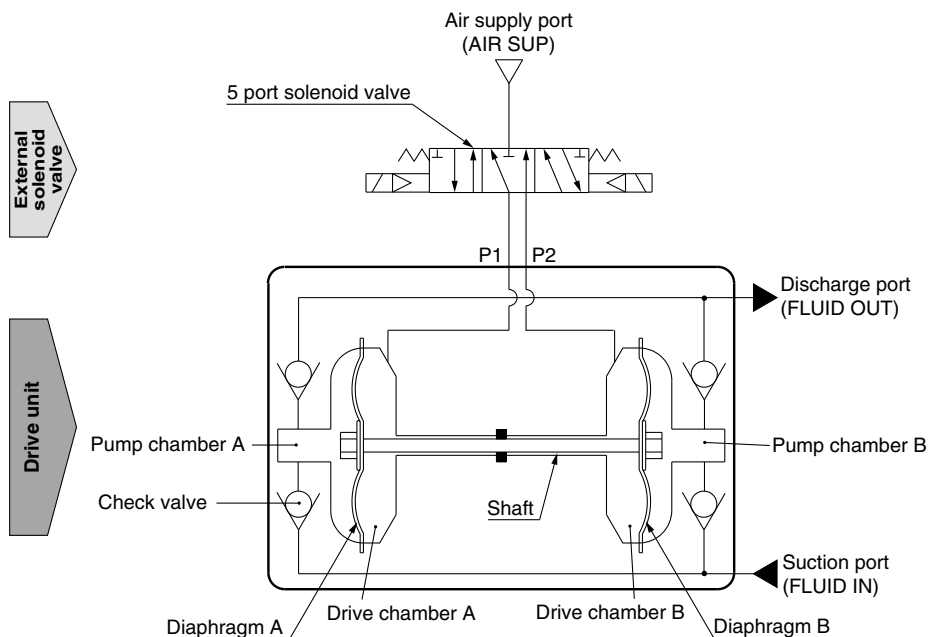 Air supply port
(AIR SUP)
5 port solenoid valve
External
solenoid
valve
P1
P2
Discharge port
(FLUID OUT)
Drive unit
Pump chamber A
Pump chamber B
Check valve
Shaft
Suction port
(FLUID IN)
Drive chamber A
Drive chamber B
Diaphragm A
Diaphragm B